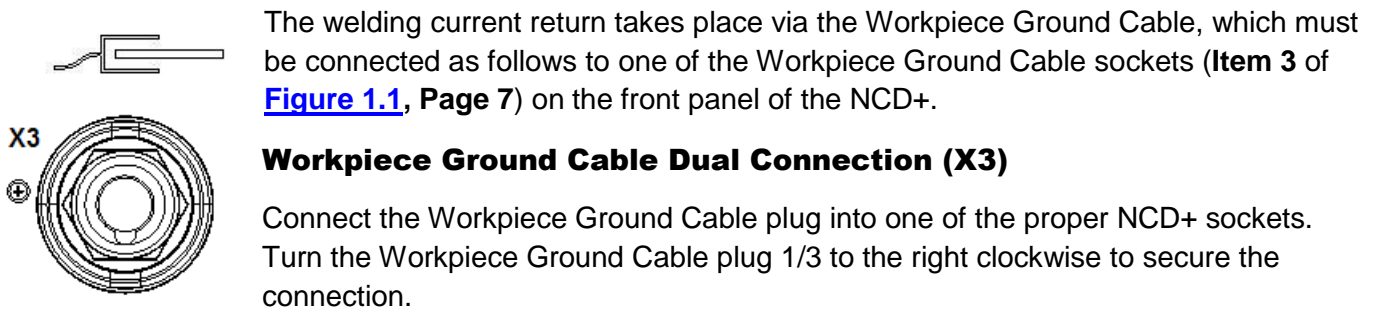 The welding current return takes place via the Workpiece Ground Cable, which must
be connected as follows to one of the Workpiece Ground Cable sockets (Item 3 of
Figure 1.1, Page 7) on the front panel of the NCD+.
X3
Workpiece Ground Cable Dual Connection (X3)
Connect the Workpiece Ground Cable plug into one of the proper NCD+ sockets.
Turn the Workpiece Ground Cable plug 1/3 to the right clockwise to secure the
connection.